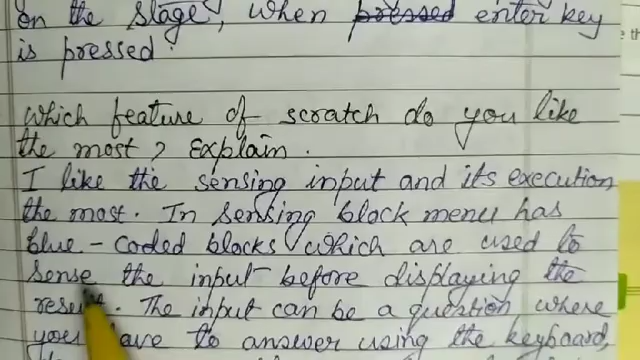 on the stage, when pressed enter key
is pressed?
which feature of scratch do you like
the most? Explain.
I like the sensing input and its execution
the most. In sensing block menu has
blue - coded blocks which are used to
sense the input before displaying the
The input can be a question where
to answer using the keyboard,